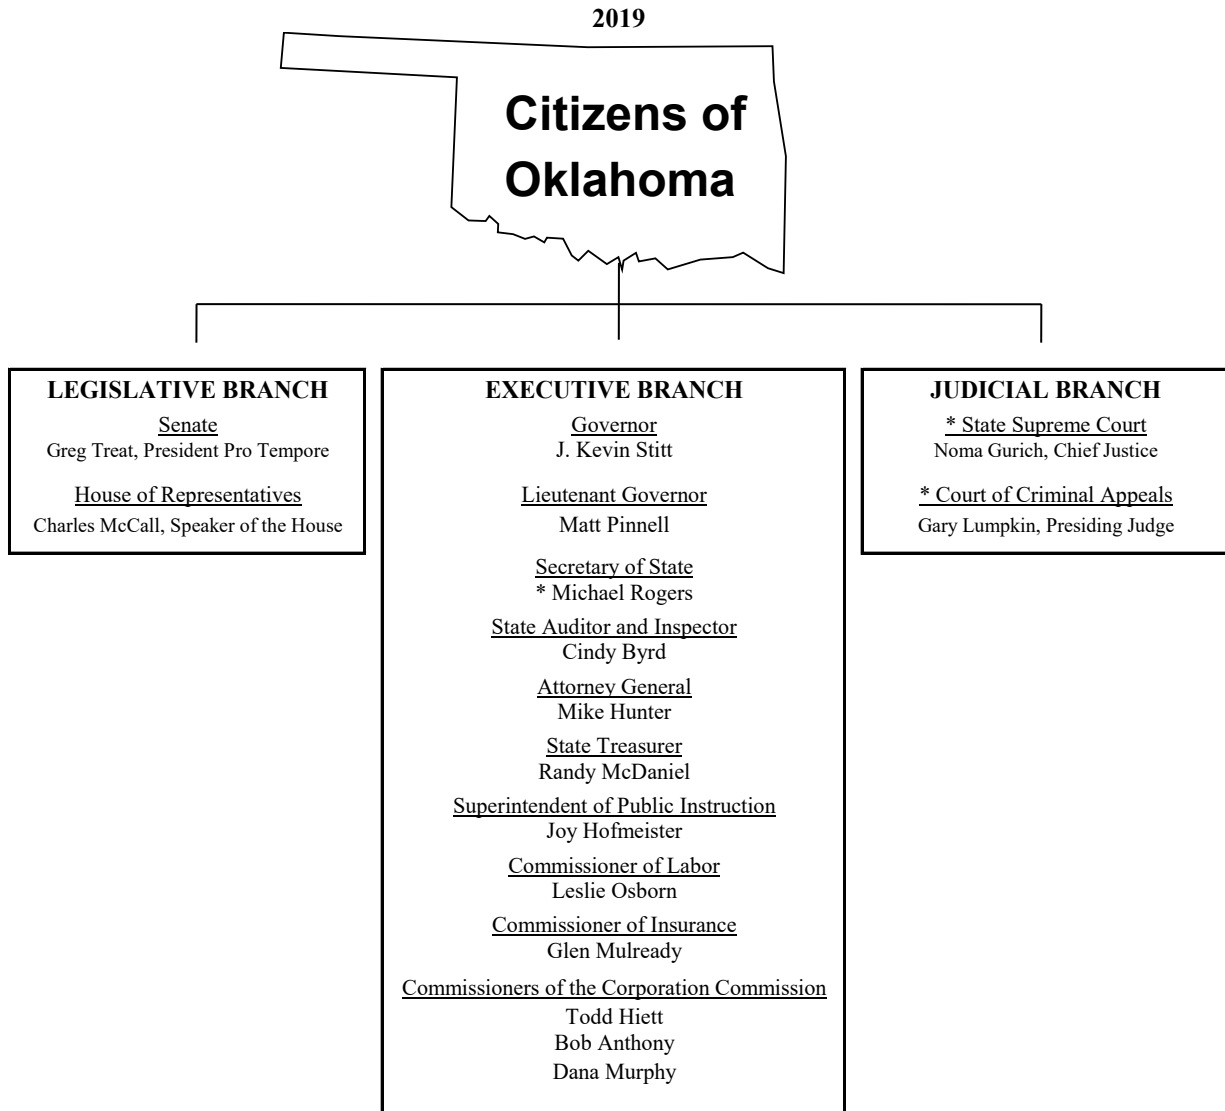 2019
Citizens of
Oklahoma
LEGISLATIVE BRANCH
Senate
Greg Treat, President Pro Tempore
House of Representatives
Charles McCall, Speaker of the House
EXECUTIVE BRANCH
Governor
J. Kevin Stitt
Lieutenant Governor
Matt Pinnell
Secretary of State
* Michael Rogers
State Auditor and Inspector
Cindy Byrd
Attorney General
Mike Hunter
State Treasurer
Randy McDaniel
Superintendent of Public Instruction
Joy Hofmeister
Commissioner of Labor
Leslie Osborn
Commissioner of Insurance
Glen Mulready
Commissioners of the Corporation Commission
Todd Hiett
Bob Anthony
Dana Murphy
JUDICIAL BRANCH
* State Supreme Court
Noma Gurich, Chief Justice
* Court of Criminal Appeals
Gary Lumpkin, Presiding Judge